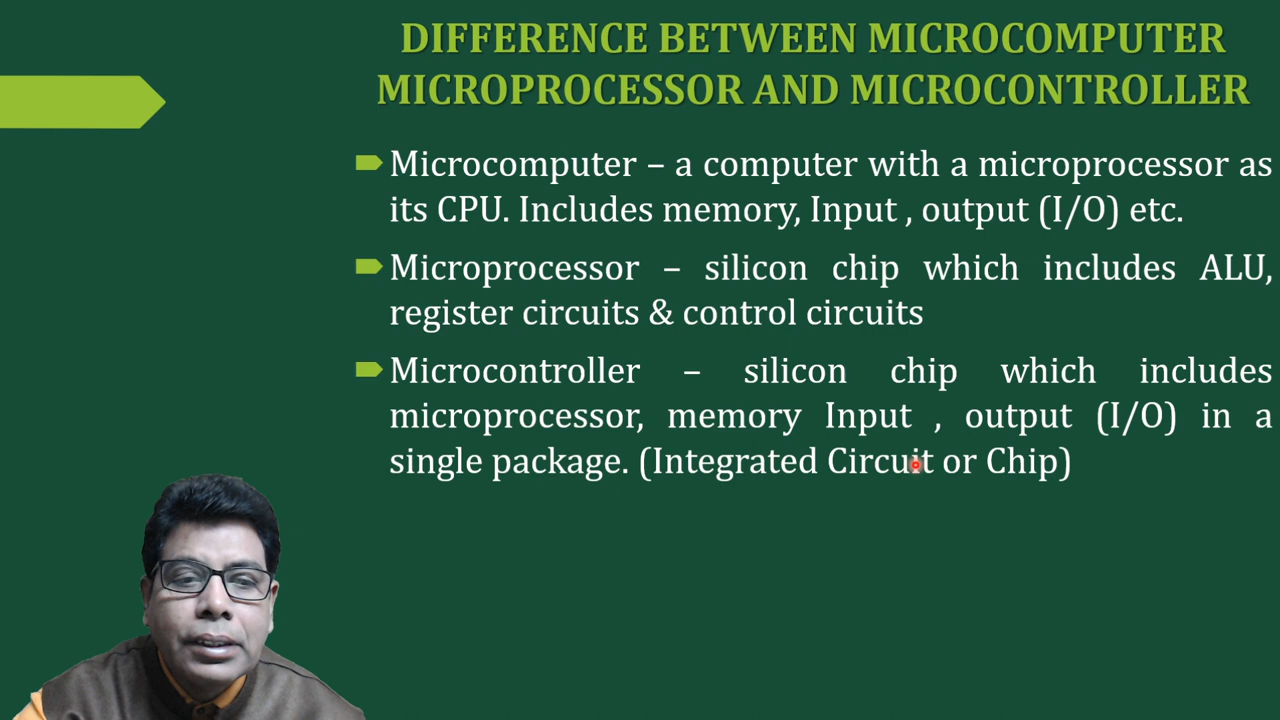 DIFFERENCE BETWEEN MICROCOMPUTER
MICROPROCESSOR AND MICROCONTROLLER
Microcomputer – a computer with a microprocessor as
its CPU. Includes memory, Input , output (I/O) etc.
Microprocessor – silicon chip which includes ALU,
register circuits & control circuits
Microcontroller – silicon chip which includes
microprocessor, memory Input , output (I/O) in a
single package. (Integrated Circuit or Chip)